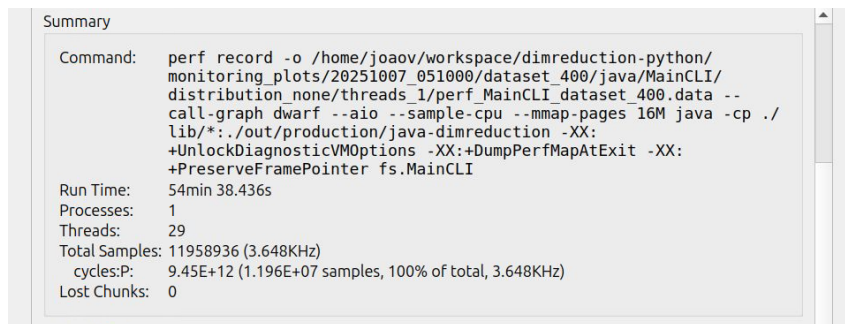 Summary
Command: perf record -o /home/joaov/workspace/dimreduction-python/
monitoring_plots/20251007_051000/dataset_400/java/MainCLI/
distribution_none/threads_1/perf_MainCLI_dataset_400.data --
call-graph dwarf --aio --sample-cpu --mmap-pages 16M java -cp ./
lib/*:./out/production/java-dimreduction -XX:
+UnlockDiagnosticVMOptions -XX:+DumpPerfMapAtExit -XX:
+PreserveFramePointer fs.MainCLI
Run Time: 54min 38.436s
Processes: 1
Threads: 29
Total Samples: 11958936 (3.648KHz)
cycles:P: 9.45E+12 (1.196E+07 samples, 100% of total, 3.648KHz)
Lost Chunks: 0